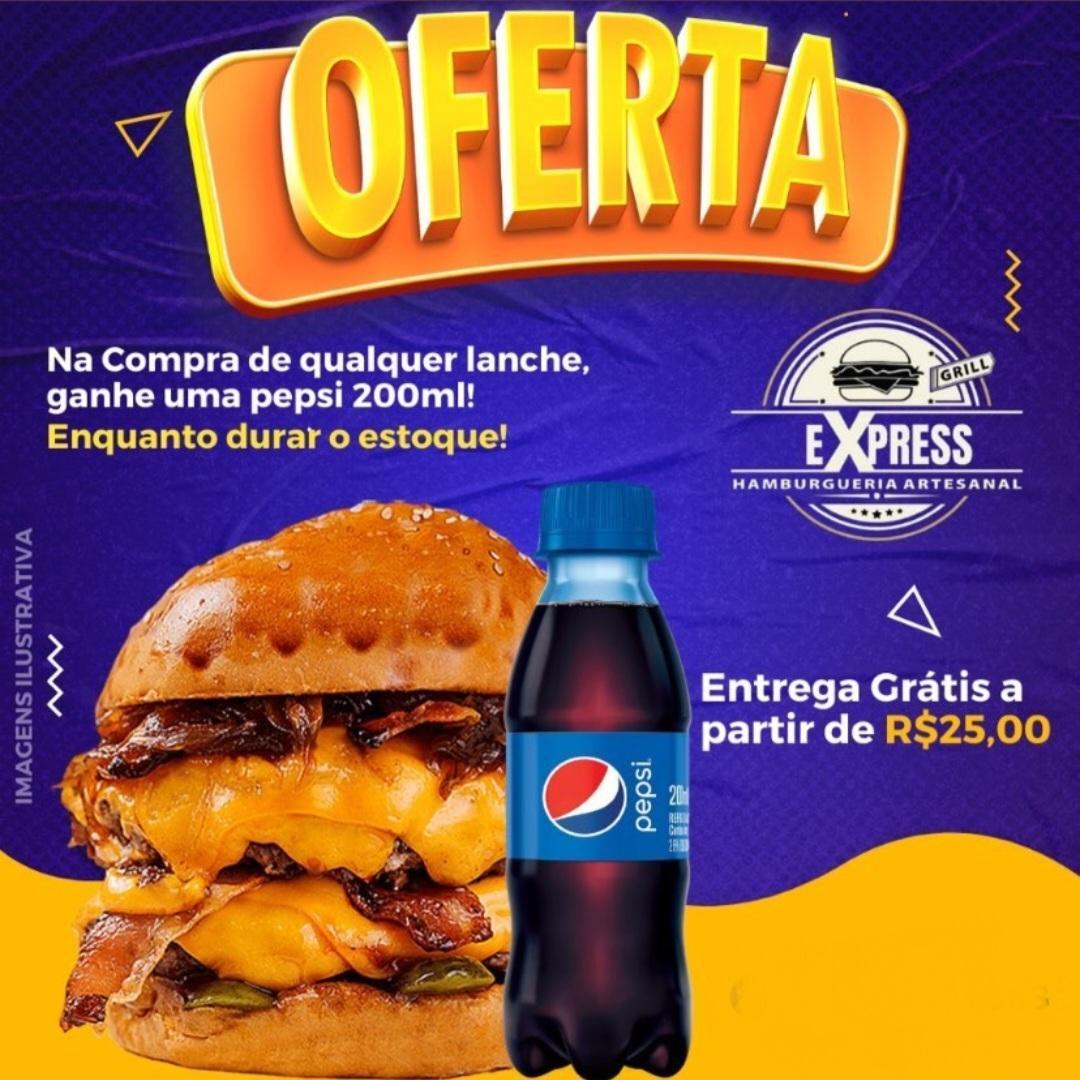 OFERTA
Na Compra de qualquer lanche,
ganhe uma pepsi 200ml!
Enquanto durar o estoque!
GRILL
EXPRESS
HAMBURGUERIA ARTESANAL
IMAGENS ILUSTRATIVA
Entrega Grátis a
partir de R$25,00
pepsi